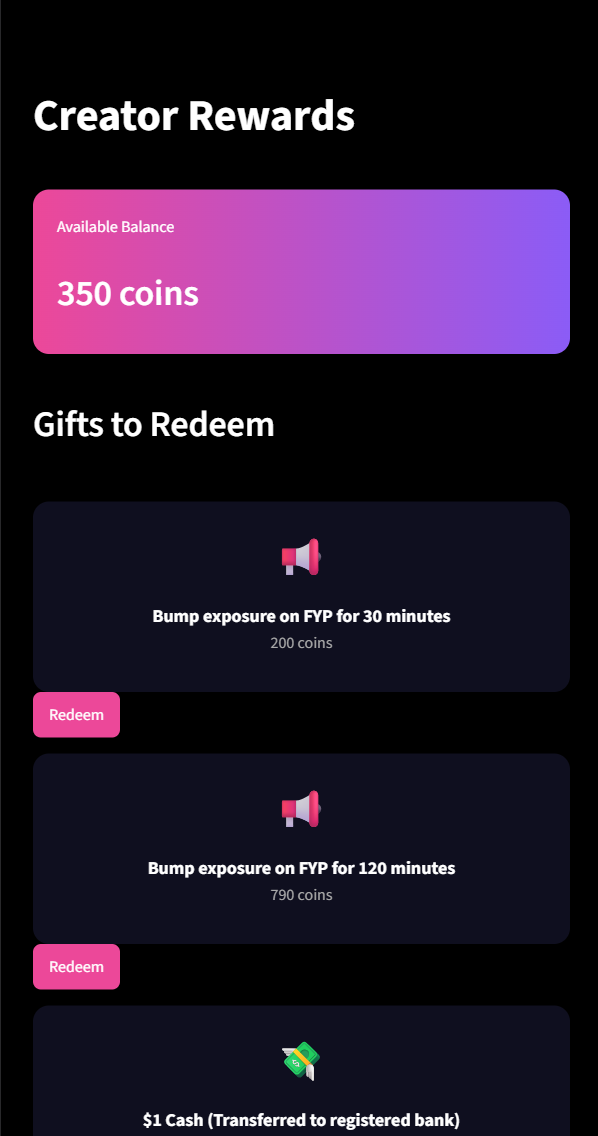 Creator Rewards
Available Balance
350 coins
Gifts to Redeem
Bump exposure on FYP for 30 minutes
200 coins
Redeem
Bump exposure on FYP for 120 minutes
790 coins
Redeem
$1 Cash (Transferred to registered bank)